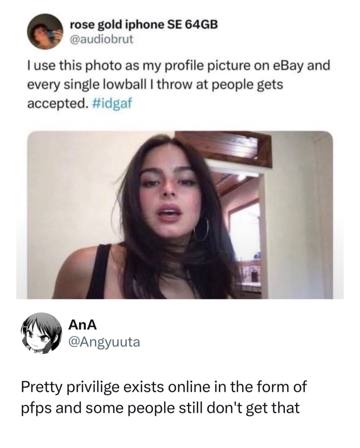 rose gold iphone SE 64GB
@audiobrut
I use this photo as my profile picture on eBay and
every single lowball I throw at people gets
accepted. #idgaf
AnA
@Angyuuta
Pretty privilige exists online in the form of
pfps and some people still don't get that